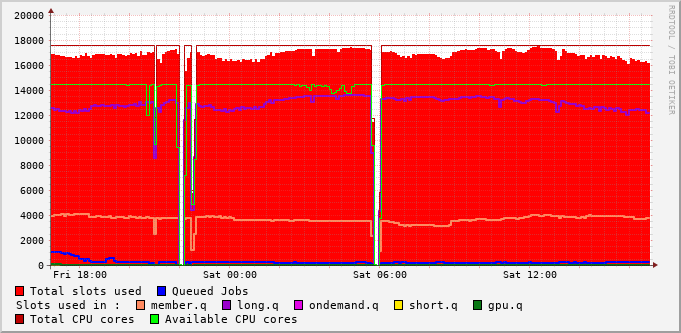 20000
18000
16000
14000
12000
10000
8000
6000
4000
2000
0
Fri 18:00 Sat 00:00 Sat 06:00 Sat 12:00
Total slots used Queued Jobs
Slots used in : member.q long.q ondemand.q short.q gpu.q
Total CPU cores Available CPU cores
RRDTOOL / TOBI OETIKER